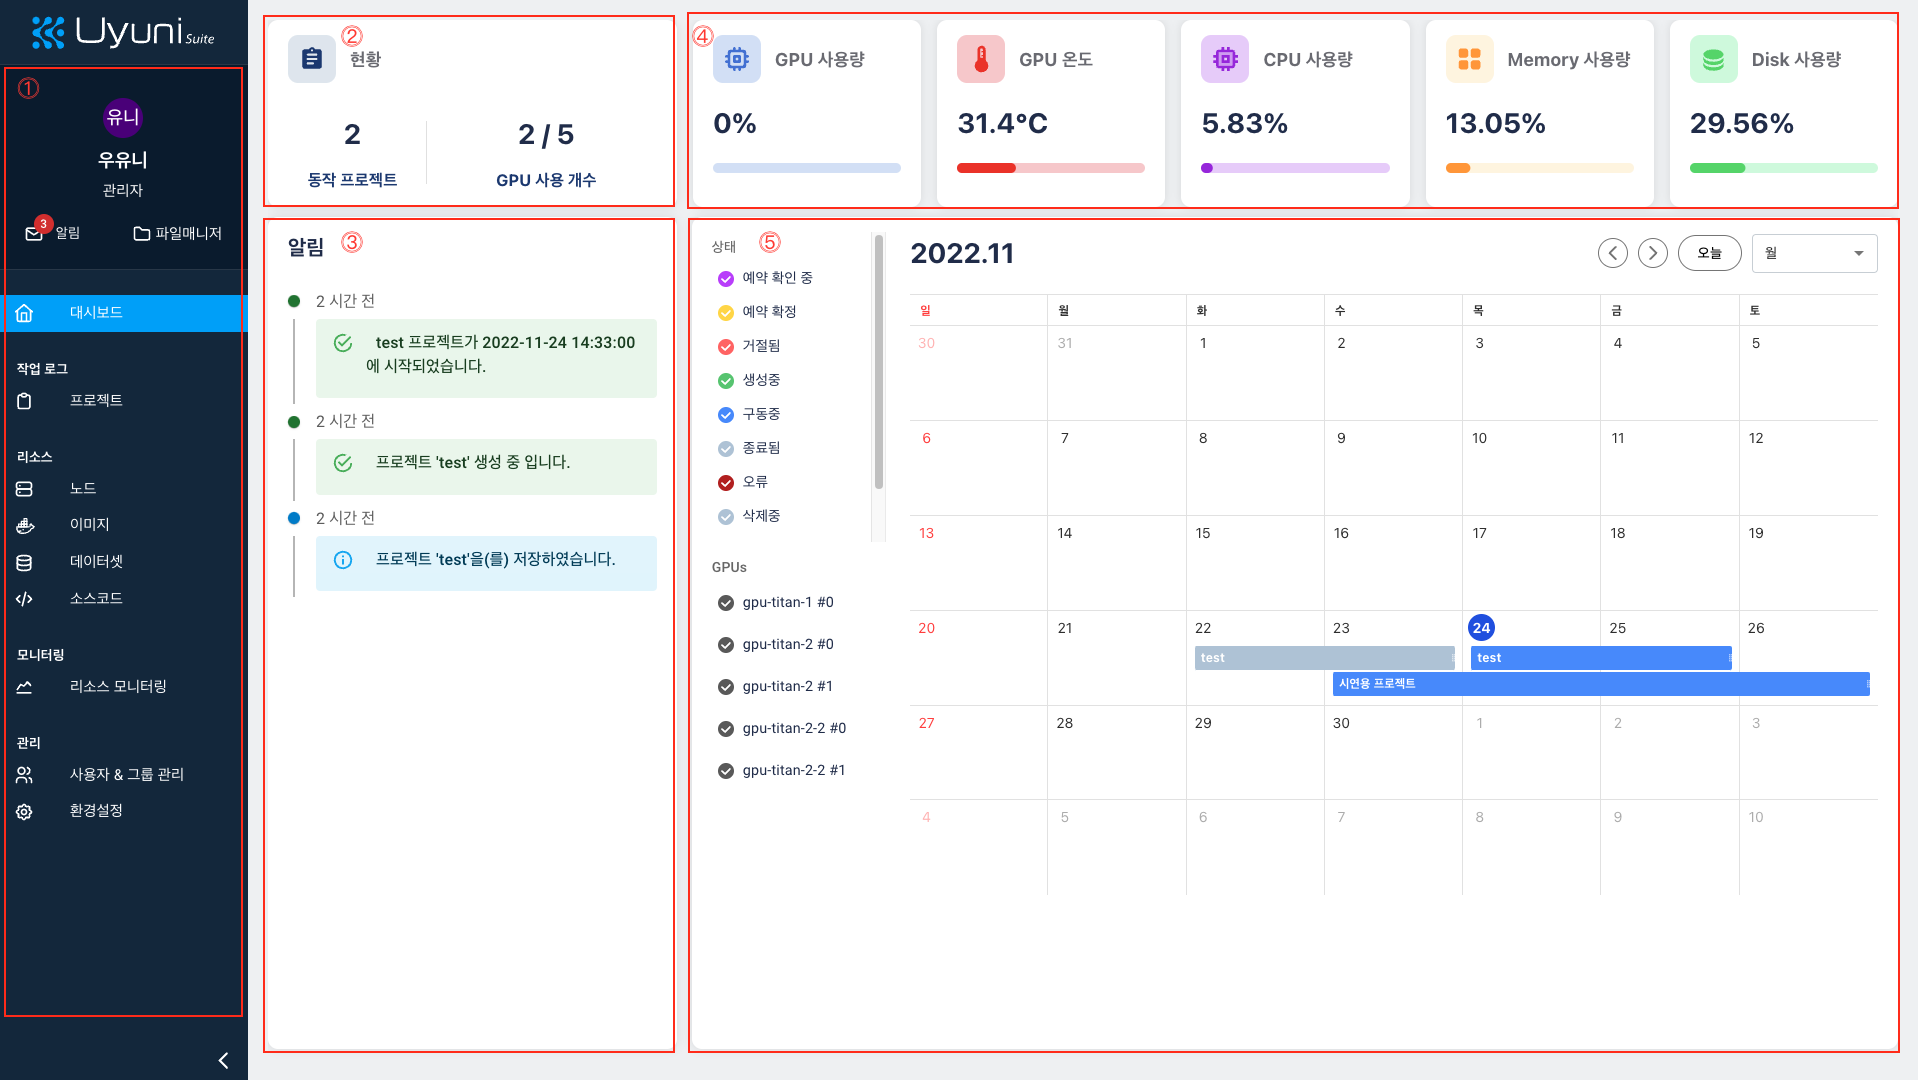 Uyuni Suite
①
유니
우유니
관리자
3
알림
파일매니저
대시보드
작업 로그
프로젝트
리소스
노드
이미지
데이터셋
소스코드
모니터링
리소스 모니터링
관리
사용자 & 그룹 관리
환경설정
②
현황
2
동작 프로젝트
2 / 5
GPU 사용 개수
알림 ③
2 시간 전
test 프로젝트가 2022-11-24 14:33:00
에 시작되었습니다.
2 시간 전
프로젝트 'test' 생성 중 입니다.
2 시간 전
프로젝트 'test'을(를) 저장하였습니다.
④
GPU 사용량
0%
GPU 온도
31.4°C
CPU 사용량
5.83%
Memory 사용량
13.05%
Disk 사용량
29.56%
상태 ⑤
예약 확인 중
예약 확정
거절됨
생성중
구동중
종료됨
오류
삭제중
GPUs
gpu-titan-1 #0
gpu-titan-2 #0
gpu-titan-2 #1
gpu-titan-2-2 #0
gpu-titan-2-2 #1
2022.11
오늘
월
일 월 화 수 목 금 토
30 31 1 2 3 4 5
6 7 8 9 10 11 12
13 14 15 16 17 18 19
20 21 22 23 24 25 26
test test
시연용 프로젝트
27 28 29 30 1 2 3
4 5 6 7 8 9 10